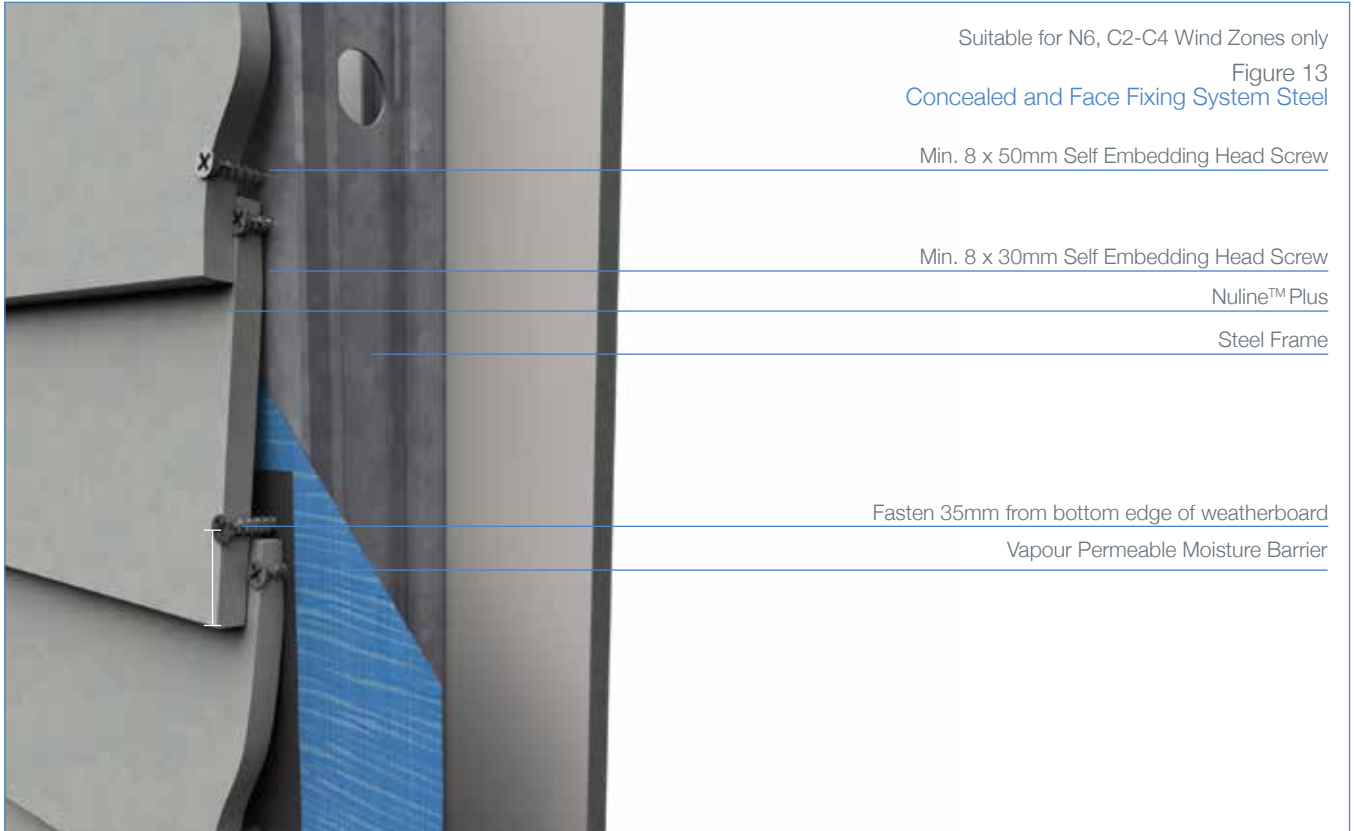 Suitable for N6, C2-C4 Wind Zones only
Figure 13
Concealed and Face Fixing System Steel
Min. 8 x 50mm Self Embedding Head Screw
Min. 8 x 30mm Self Embedding Head Screw
Nuline™ Plus
Steel Frame
Fasten 35mm from bottom edge of weatherboard
Vapour Permeable Moisture Barrier